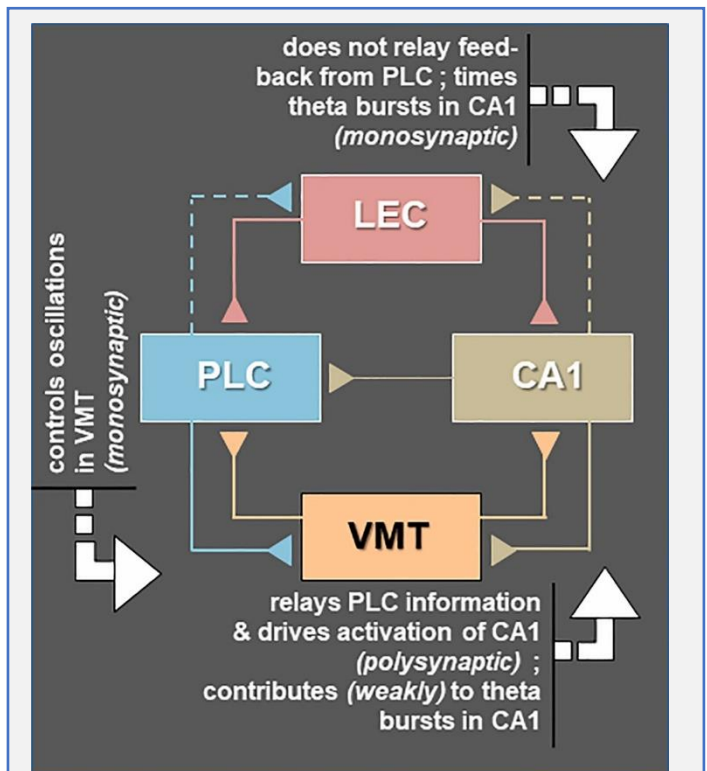 does not relay feed-
back from PLC ; times
theta bursts in CA1
(monosynaptic)
LEC
controls oscillations
in VMT
(monosynaptic)
PLC
CA1
VMT
relays PLC information
& drives activation of CA1
(polysynaptic) ;
contributes (weakly) to theta
bursts in CA1